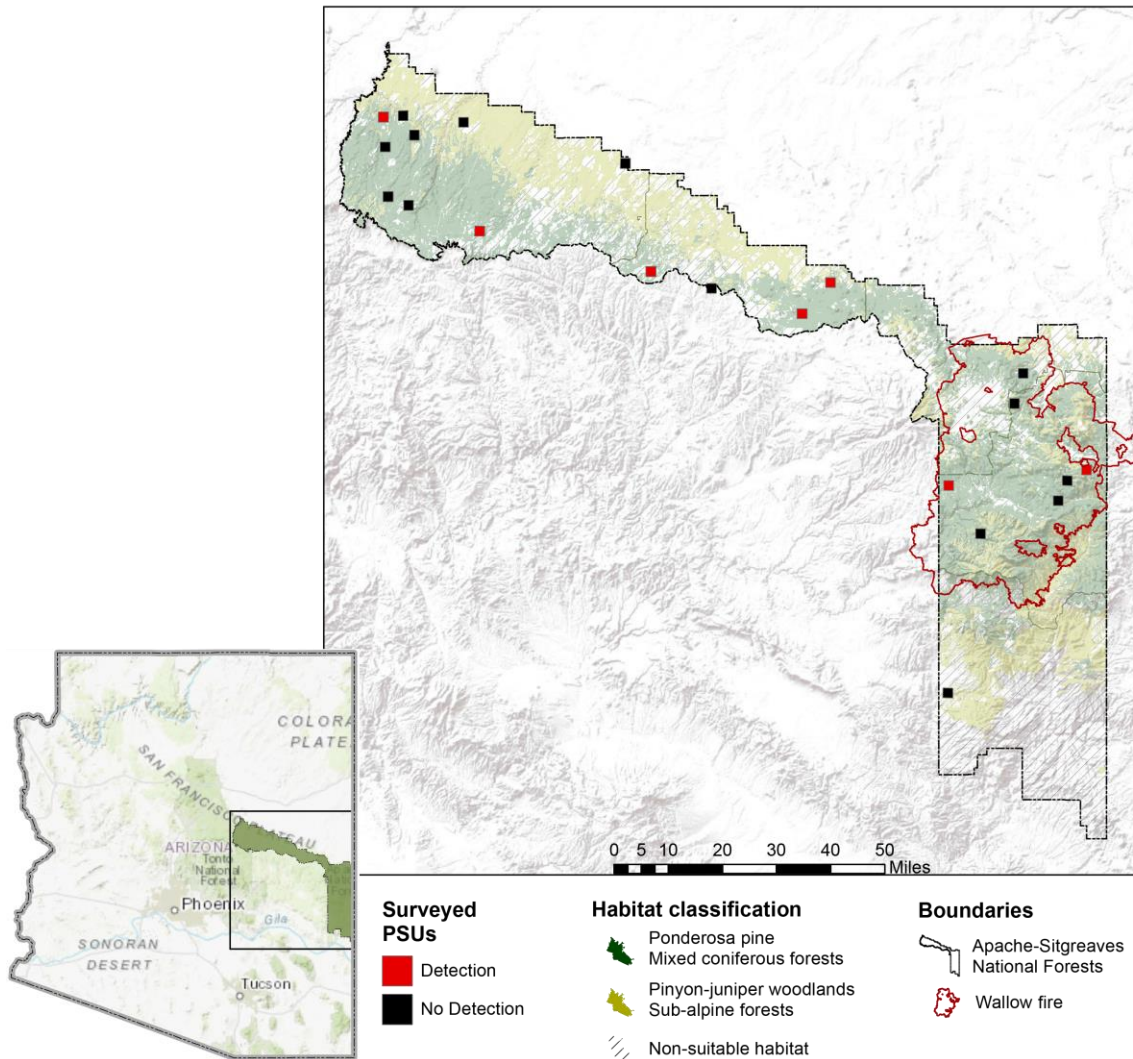 COLORA
PLATE
SAN FRANCISCO PLATEAU
ARIZONA
Tonto
National
Forest
Phoenix
Gila
SONORAN
DESERT
Tucson
0 5 10 20 30 40 50
Miles
Surveyed
PSUs
Detection
No Detection
Habitat classification
Ponderosa pine
Mixed coniferous forests
Pinyon-juniper woodlands
Sub-alpine forests
Non-suitable habitat
Boundaries
Apache-Sitgreaves
National Forests
Wallow fire